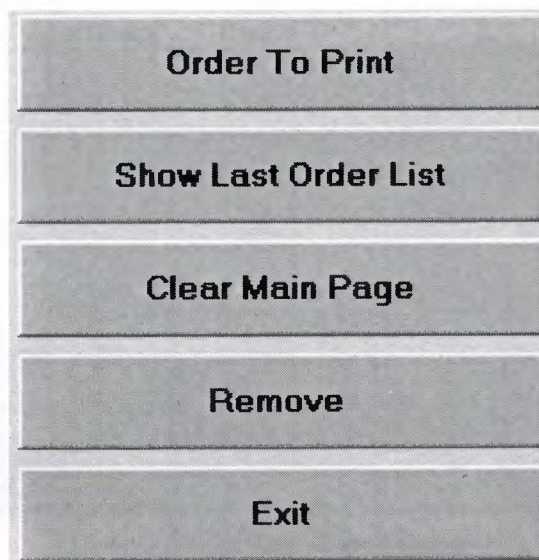 Order To Print
Show Last Order List
Clear Main Page
Remove
Exit